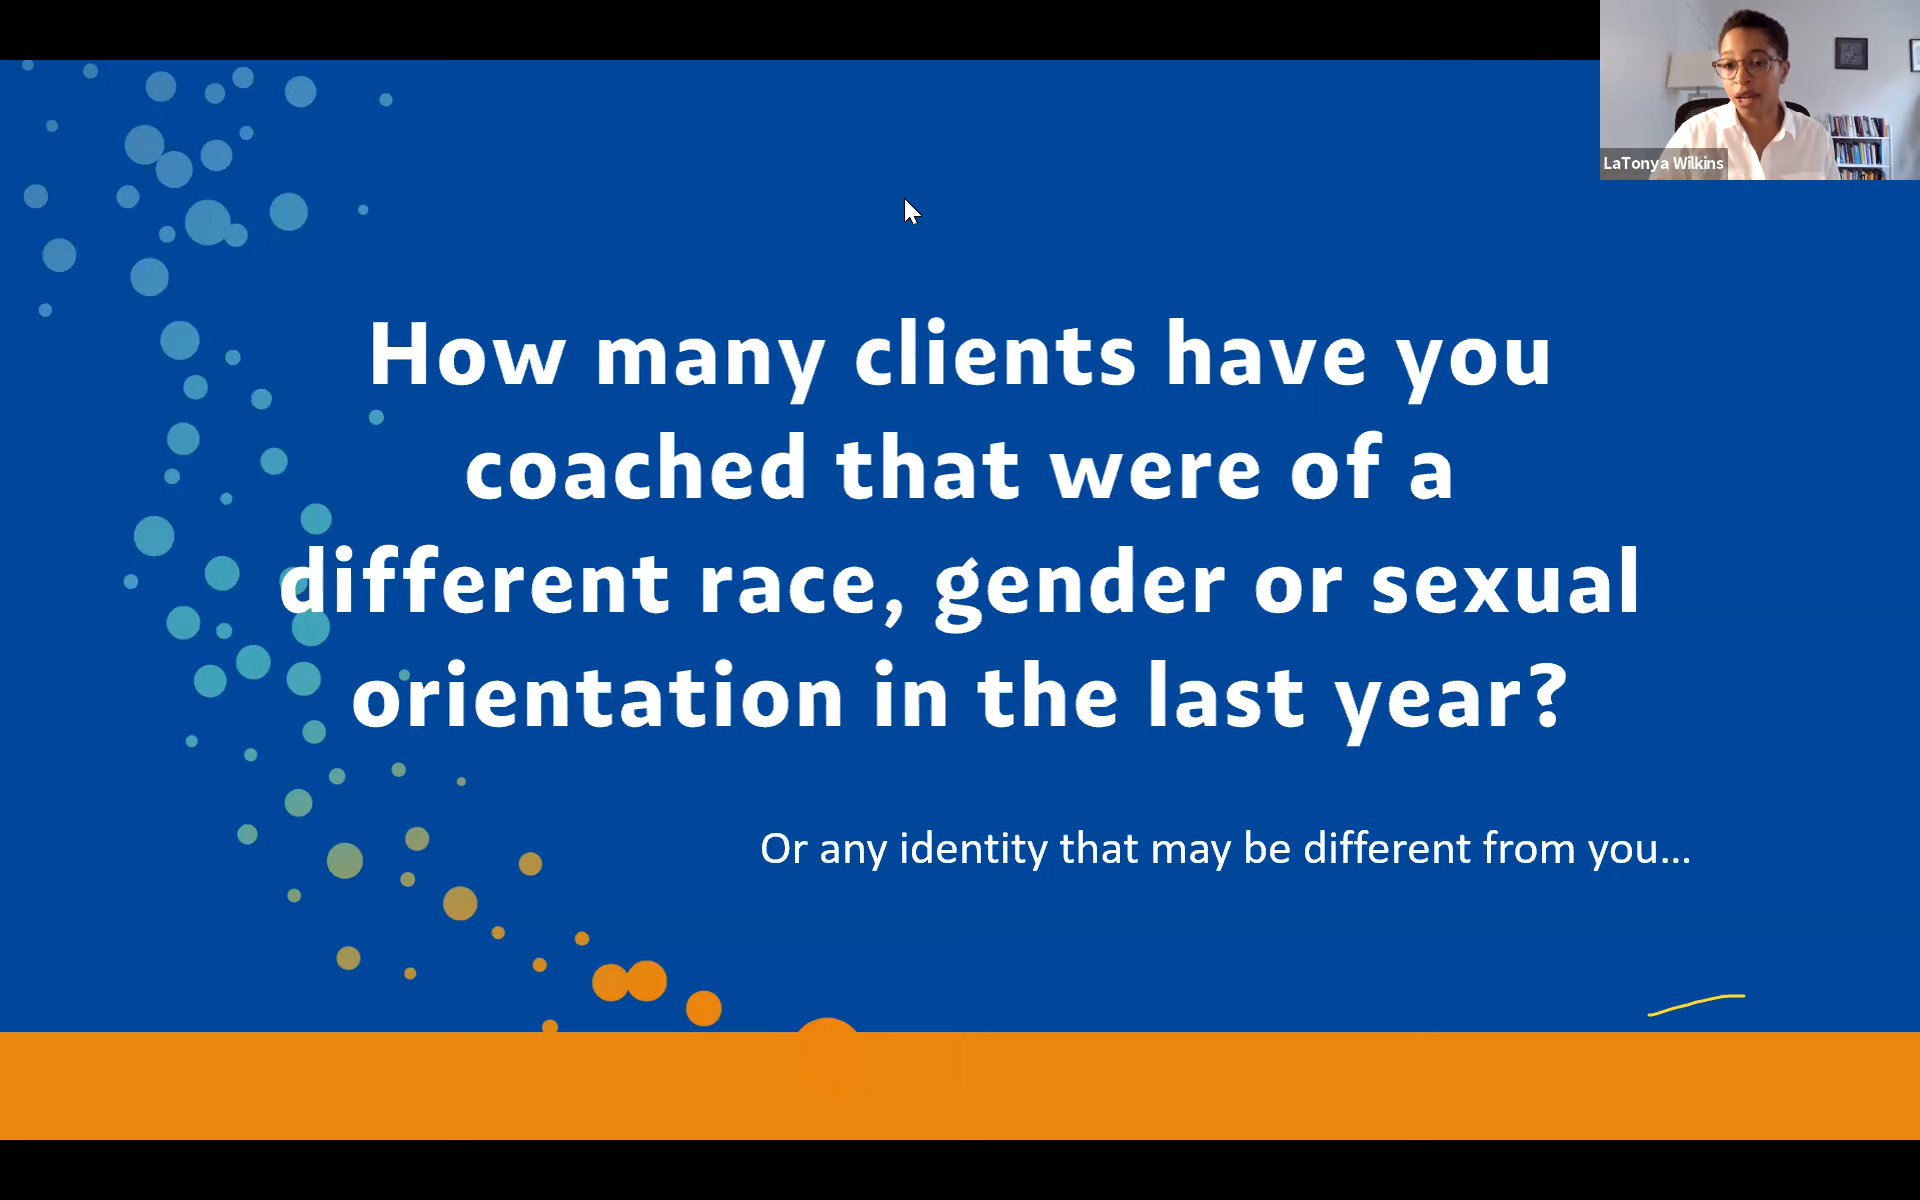 LaTonya Wilkins
How many clients have you
coached that were of a
different race, gender or sexual
orientation in the last year?
Or any identity that may be different from you...